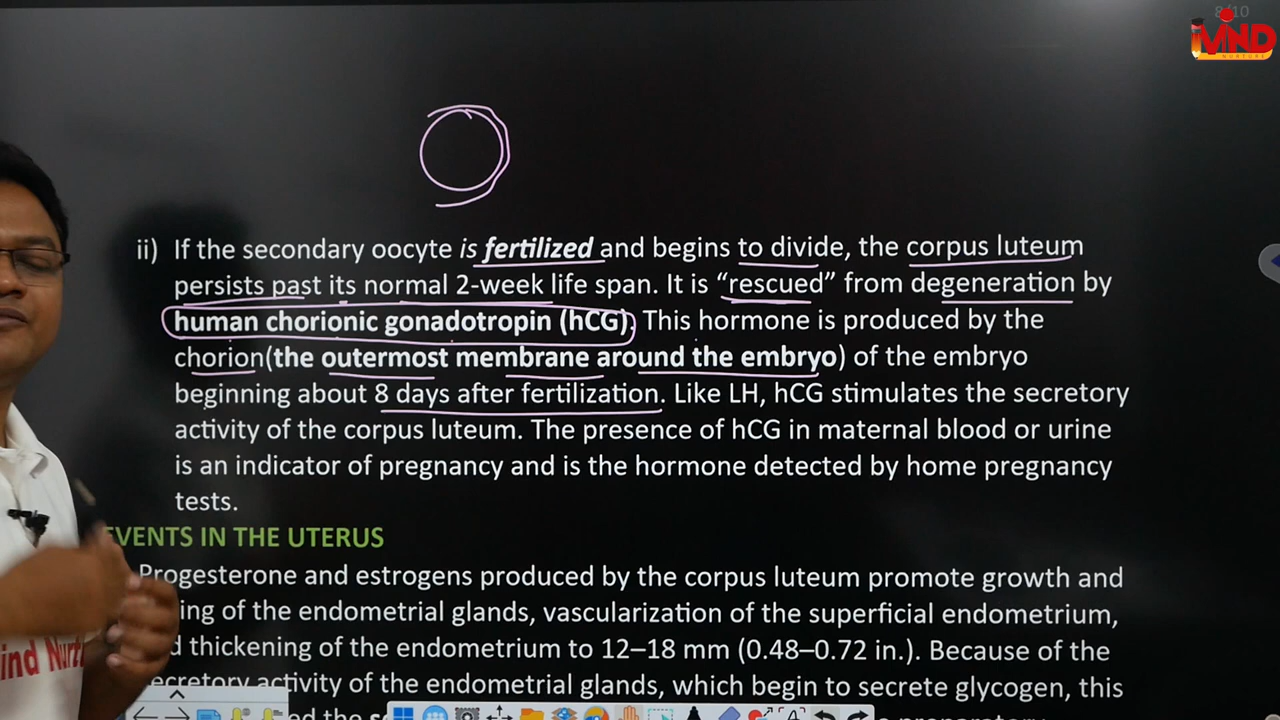 8/10
MIND
NURTURE
ii) If the secondary oocyte is fertilized and begins to divide, the corpus luteum
persists past its normal 2-week life span. It is “rescued” from degeneration by
human chorionic gonadotropin (hCG). This hormone is produced by the
chorion(the outermost membrane around the embryo) of the embryo
beginning about 8 days after fertilization. Like LH, hCG stimulates the secretory
activity of the corpus luteum. The presence of hCG in maternal blood or urine
is an indicator of pregnancy and is the hormone detected by home pregnancy
tests.
EVENTS IN THE UTERUS
Progesterone and estrogens produced by the corpus luteum promote growth and
ing of the endometrial glands, vascularization of the superficial endometrium,
d thickening of the endometrium to 12–18 mm (0.48–0.72 in.). Because of the
ecretory activity of the endometrial glands, which begin to secrete glycogen, this
ind Nurt